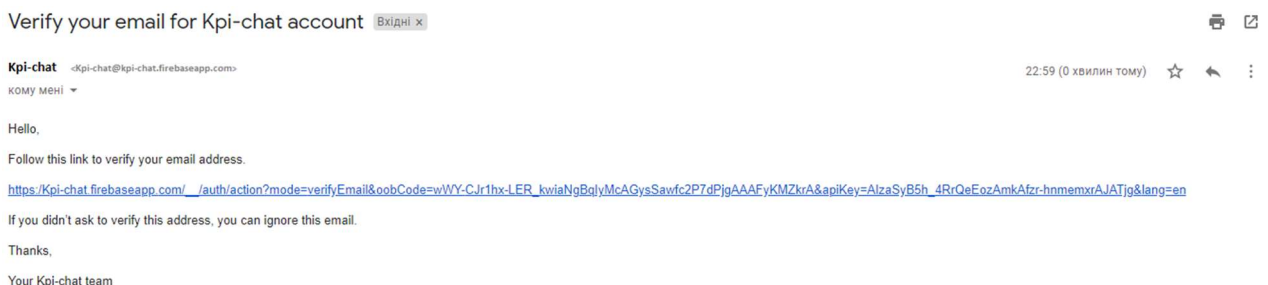 Verify your email for Kpi-chat account Вхідні x
Kpi-chat <Kpi-chat@kpi-chat.firebaseapp.com>
22:59 (0 хвилин тому)
кому мені
Hello,
Follow this link to verify your email address.
https:/Kpi-chat.firebaseapp.com/__/auth/action?mode=verifyEmail&oobCode=wWY-CJr1hx-LER_kwiaNgBqIyMcAGysSawfc2P7dPjgAAAFyKMZkrA&apiKey=AIzaSyB5h_4RrQeEozAmkAfzr-hnmemxrAJATjg&lang=en
If you didn't ask to verify this address, you can ignore this email.
Thanks,
Your Kpi-chat team